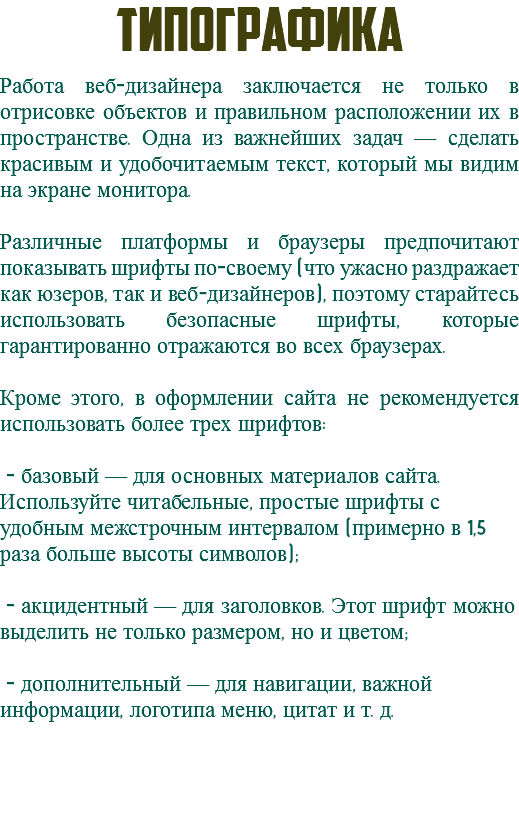 ТИПОГРАФИКА
Работа веб-дизайнера заключается не только в
отрисовке объектов и правильном расположении их в
пространстве. Одна из важнейших задач — сделать
красивым и удобочитаемым текст, который мы видим
на экране монитора.
Различные платформы и браузеры предпочитают
показывать шрифты по-своему (что ужасно раздражает
как юзеров, так и веб-дизайнеров), поэтому старайтесь
использовать безопасные шрифты, которые
гарантированно отражаются во всех браузерах.
Кроме этого, в оформлении сайта не рекомендуется
использовать более трех шрифтов:
- базовый — для основных материалов сайта.
Используйте читабельные, простые шрифты с
удобным межстрочным интервалом (примерно в 1,5
раза больше высоты символов);
- акцидентный — для заголовков. Этот шрифт можно
выделить не только размером, но и цветом;
- дополнительный — для навигации, важной
информации, логотипа меню, цитат и т. д.